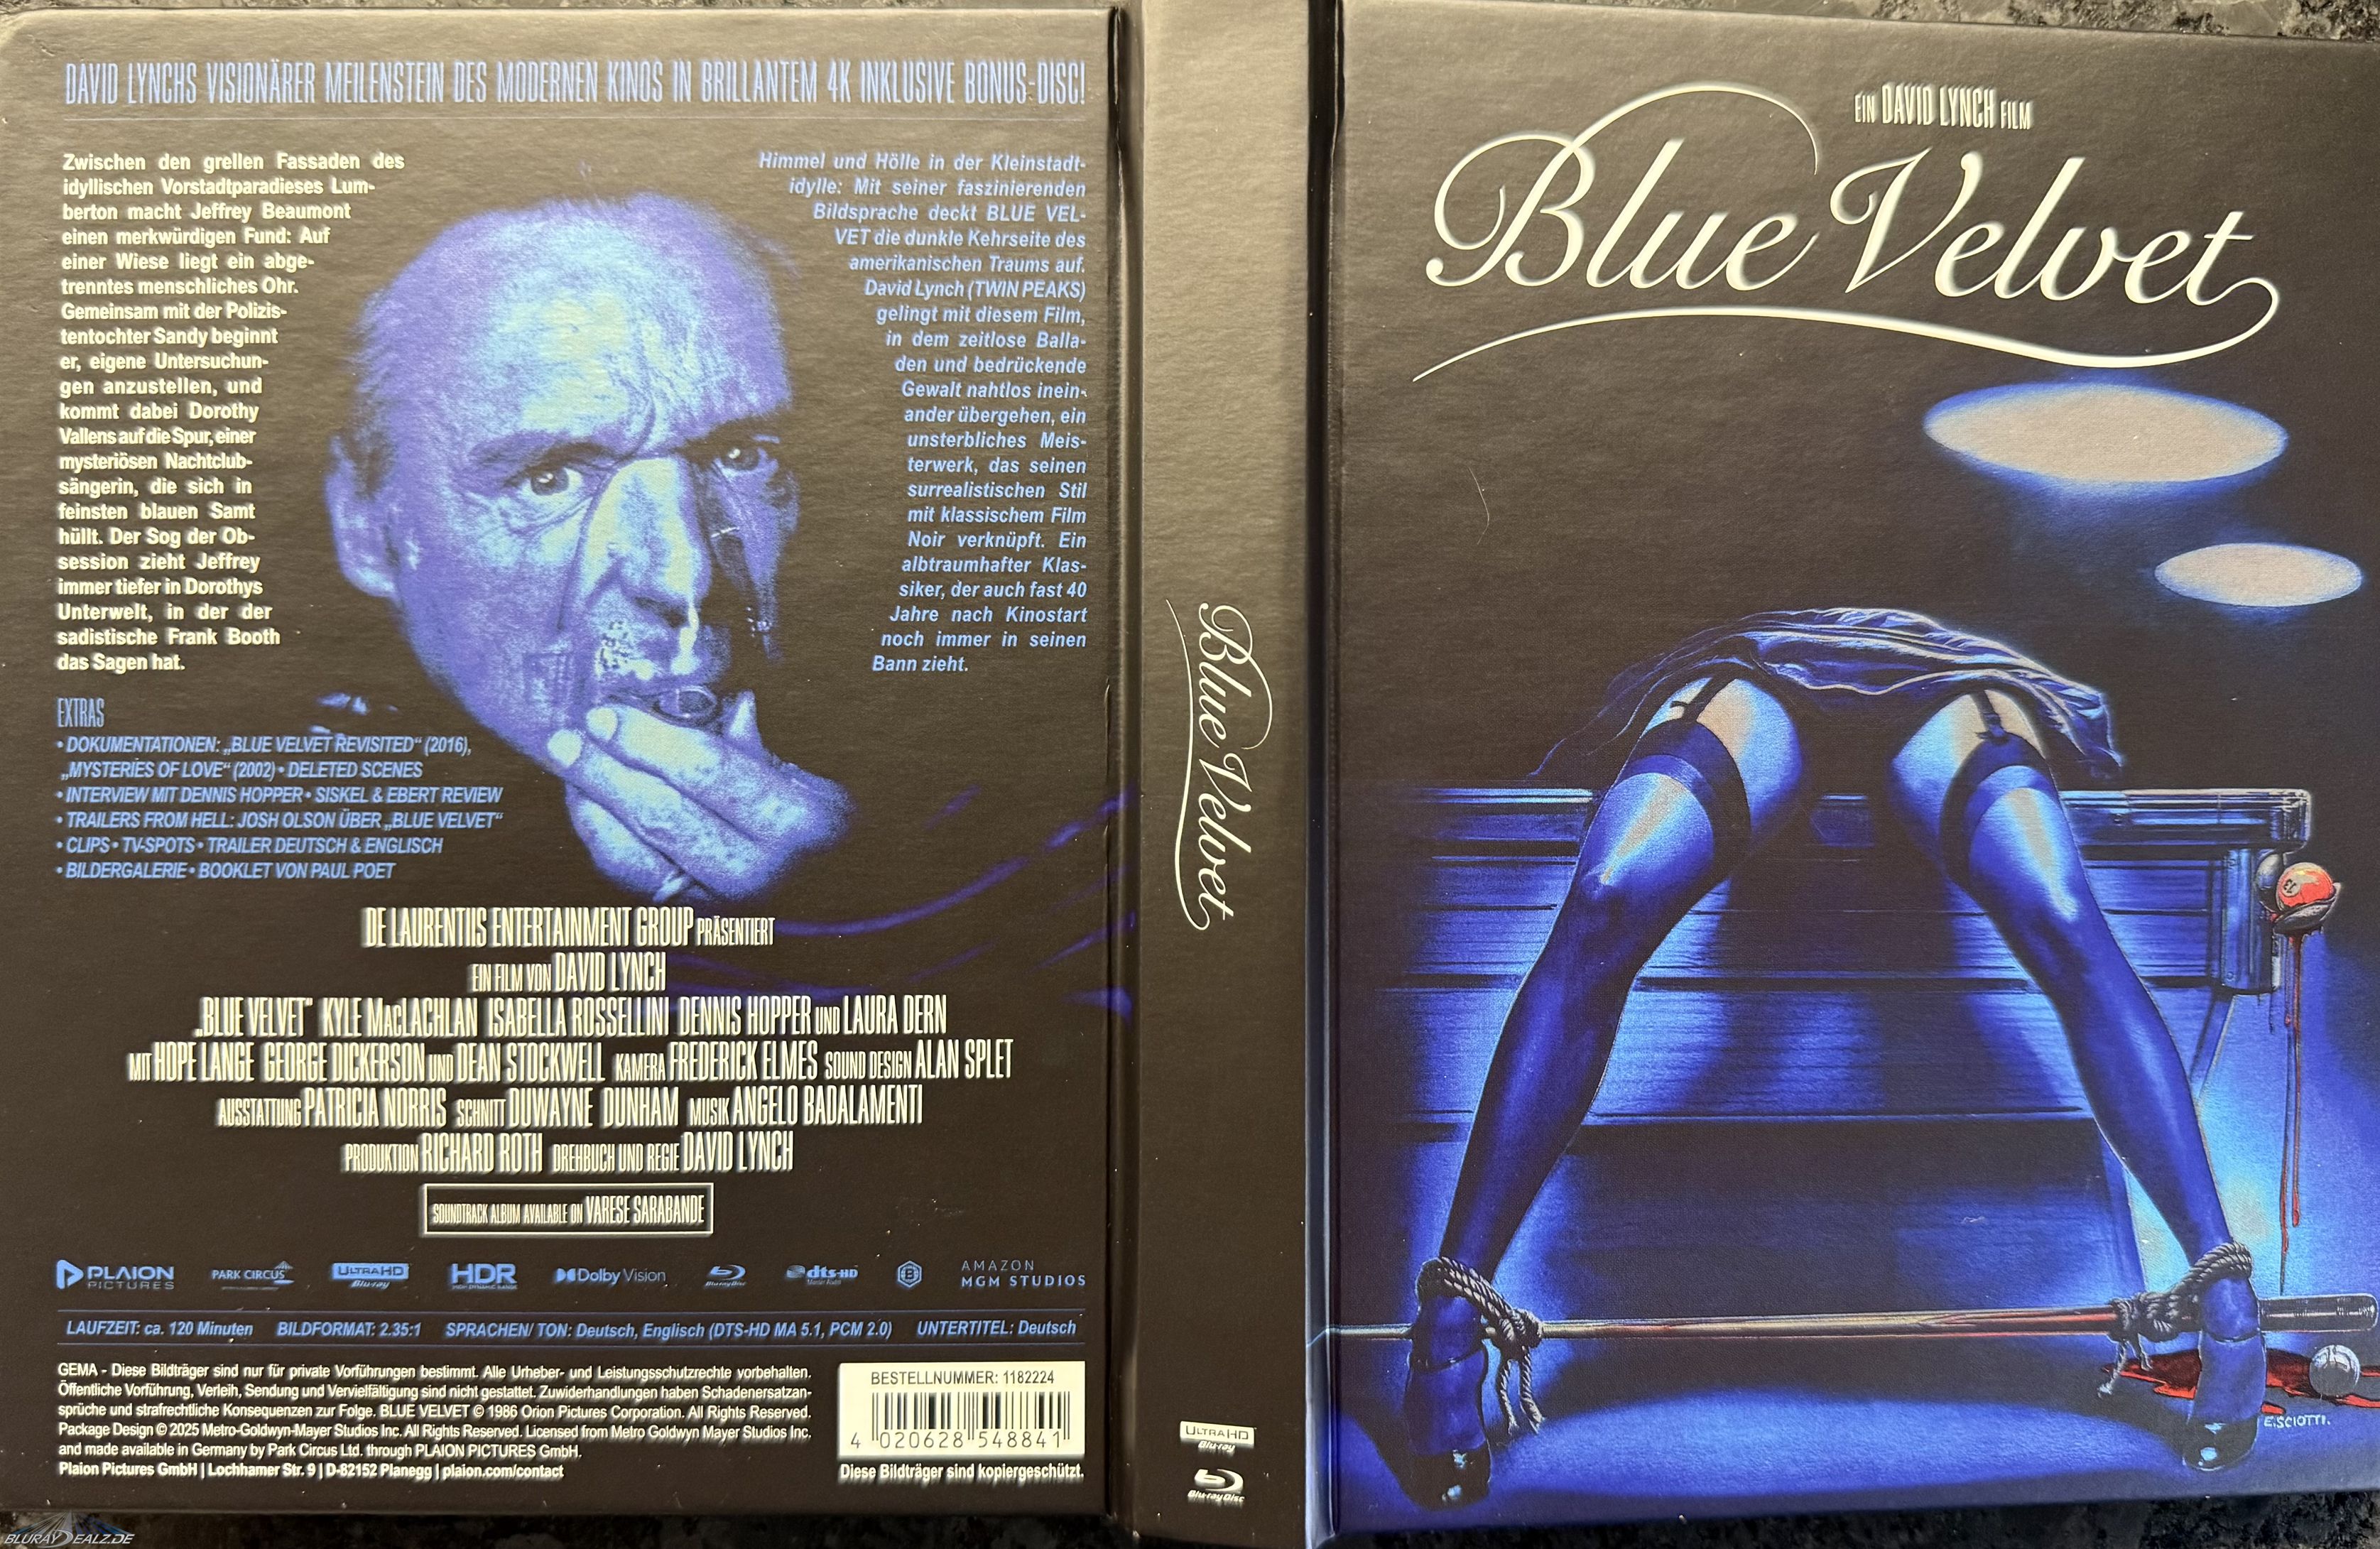 DAVID LYNCHS VISIONÄRER MEILENSTEIN DES MODERNEN KINOS IN BRILLANTEM 4K INKLUSIVE BONUS-DISC!
Zwischen den grellen Fassaden des
idyllischen Vorstadtparadieses Lum-
berton macht Jeffrey Beaumont
einen merkwürdigen Fund: Auf
einer Wiese liegt ein abge-
trenntes menschliches Ohr.
Gemeinsam mit der Polizis-
tentochter Sandy beginnt
er, eigene Untersuchun-
gen anzustellen, und
kommt dabei Dorothy
Vallens auf die Spur, einer
mysteriösen Nachtclub-
sängerin, die sich in
feinsten blauen Samt
hüllt. Der Sog der Ob-
session zieht Jeffrey
immer tiefer in Dorothys
Unterwelt, in der der
sadistische Frank Booth
das Sagen hat.
Himmel und Hölle in der Kleinstadt-
idylle: Mit seiner faszinierenden
Bildsprache deckt BLUE VEL-
VET die dunkle Kehrseite des
amerikanischen Traums auf.
David Lynch (TWIN PEAKS)
gelingt mit diesem Film,
in dem zeitlose Balla-
den und bedrückende
Gewalt nahtlos inein-
ander übergehen, ein
unsterbliches Meis-
terwerk, das seinen
surrealistischen Stil
mit klassischem Film
Noir verknüpft. Ein
albtraumhafter Klas-
siker, der auch fast 40
Jahre nach Kinostart
noch immer in seinen
Bann zieht.
EXTRAS
• DOKUMENTATIONEN: „BLUE VELVET REVISITED“ (2016),
„MYSTERIES OF LOVE“ (2002) • DELETED SCENES
• INTERVIEW MIT DENNIS HOPPER • SISKEL & EBERT REVIEW
• TRAILERS FROM HELL: JOSH OLSON ÜBER „BLUE VELVET“
• CLIPS • TV-SPOTS • TRAILER DEUTSCH & ENGLISCH
• BILDERGALERIE • BOOKLET VON PAUL POET
DE LAURENTIIS ENTERTAINMENT GROUP PRÄSENTIERT
EIN FILM VON DAVID LYNCH
„BLUE VELVET“ KYLE MACLACHLAN ISABELLA ROSSELLINI DENNIS HOPPER UND LAURA DERN
MIT HOPE LANGE GEORGE DICKERSON UND DEAN STOCKWELL KAMERA FREDERICK ELMES SOUND DESIGN ALAN SPLET
AUSSTATTUNG PATRICIA NORRIS SCHNITT DUWAYNE DUNHAM MUSIK ANGELO BADALAMENTI
PRODUKTION RICHARD ROTH DREHBUCH UND REGIE DAVID LYNCH
SOUNDTRACK ALBUM AVAILABLE ON VARESE SARABANDE
PLAION PICTURES PARK CIRCUS ULTRA HD Blu-ray HDR HIGH DYNAMIC RANGE Dolby Vision Blu-ray Disc dts-HD Master Audio B AMAZON MGM STUDIOS
LAUFZEIT: ca. 120 Minuten BILDFORMAT: 2.35:1 SPRACHEN/ TON: Deutsch, Englisch (DTS-HD MA 5.1, PCM 2.0) UNTERTITEL: Deutsch
GEMA - Diese Bildträger sind nur für private Vorführungen bestimmt. Alle Urheber- und Leistungsschutzrechte vorbehalten.
Öffentliche Vorführung, Verleih, Sendung und Vervielfältigung sind nicht gestattet. Zuwiderhandlungen haben Schadenersatzan-
sprüche und strafrechtliche Konsequenzen zur Folge. BLUE VELVET © 1986 Orion Pictures Corporation. All Rights Reserved.
Package Design © 2025 Metro-Goldwyn-Mayer Studios Inc. All Rights Reserved. Licensed from Metro Goldwyn Mayer Studios Inc.
and made available in Germany by Park Circus Ltd. through PLAION PICTURES GmbH.
Plaion Pictures GmbH | Lochhamer Str. 9 | D-82152 Planegg | plaion.com/contact
BESTELLNUMMER: 1182224
4 020628 548841
Diese Bildträger sind kopiergeschützt.
BLURAYDEALZ.DE
Blue Velvet
ULTRA HD
Blu-ray
Blu-ray Disc
EIN DAVID LYNCH FILM
Blue Velvet
13
E.SCIOTTI.